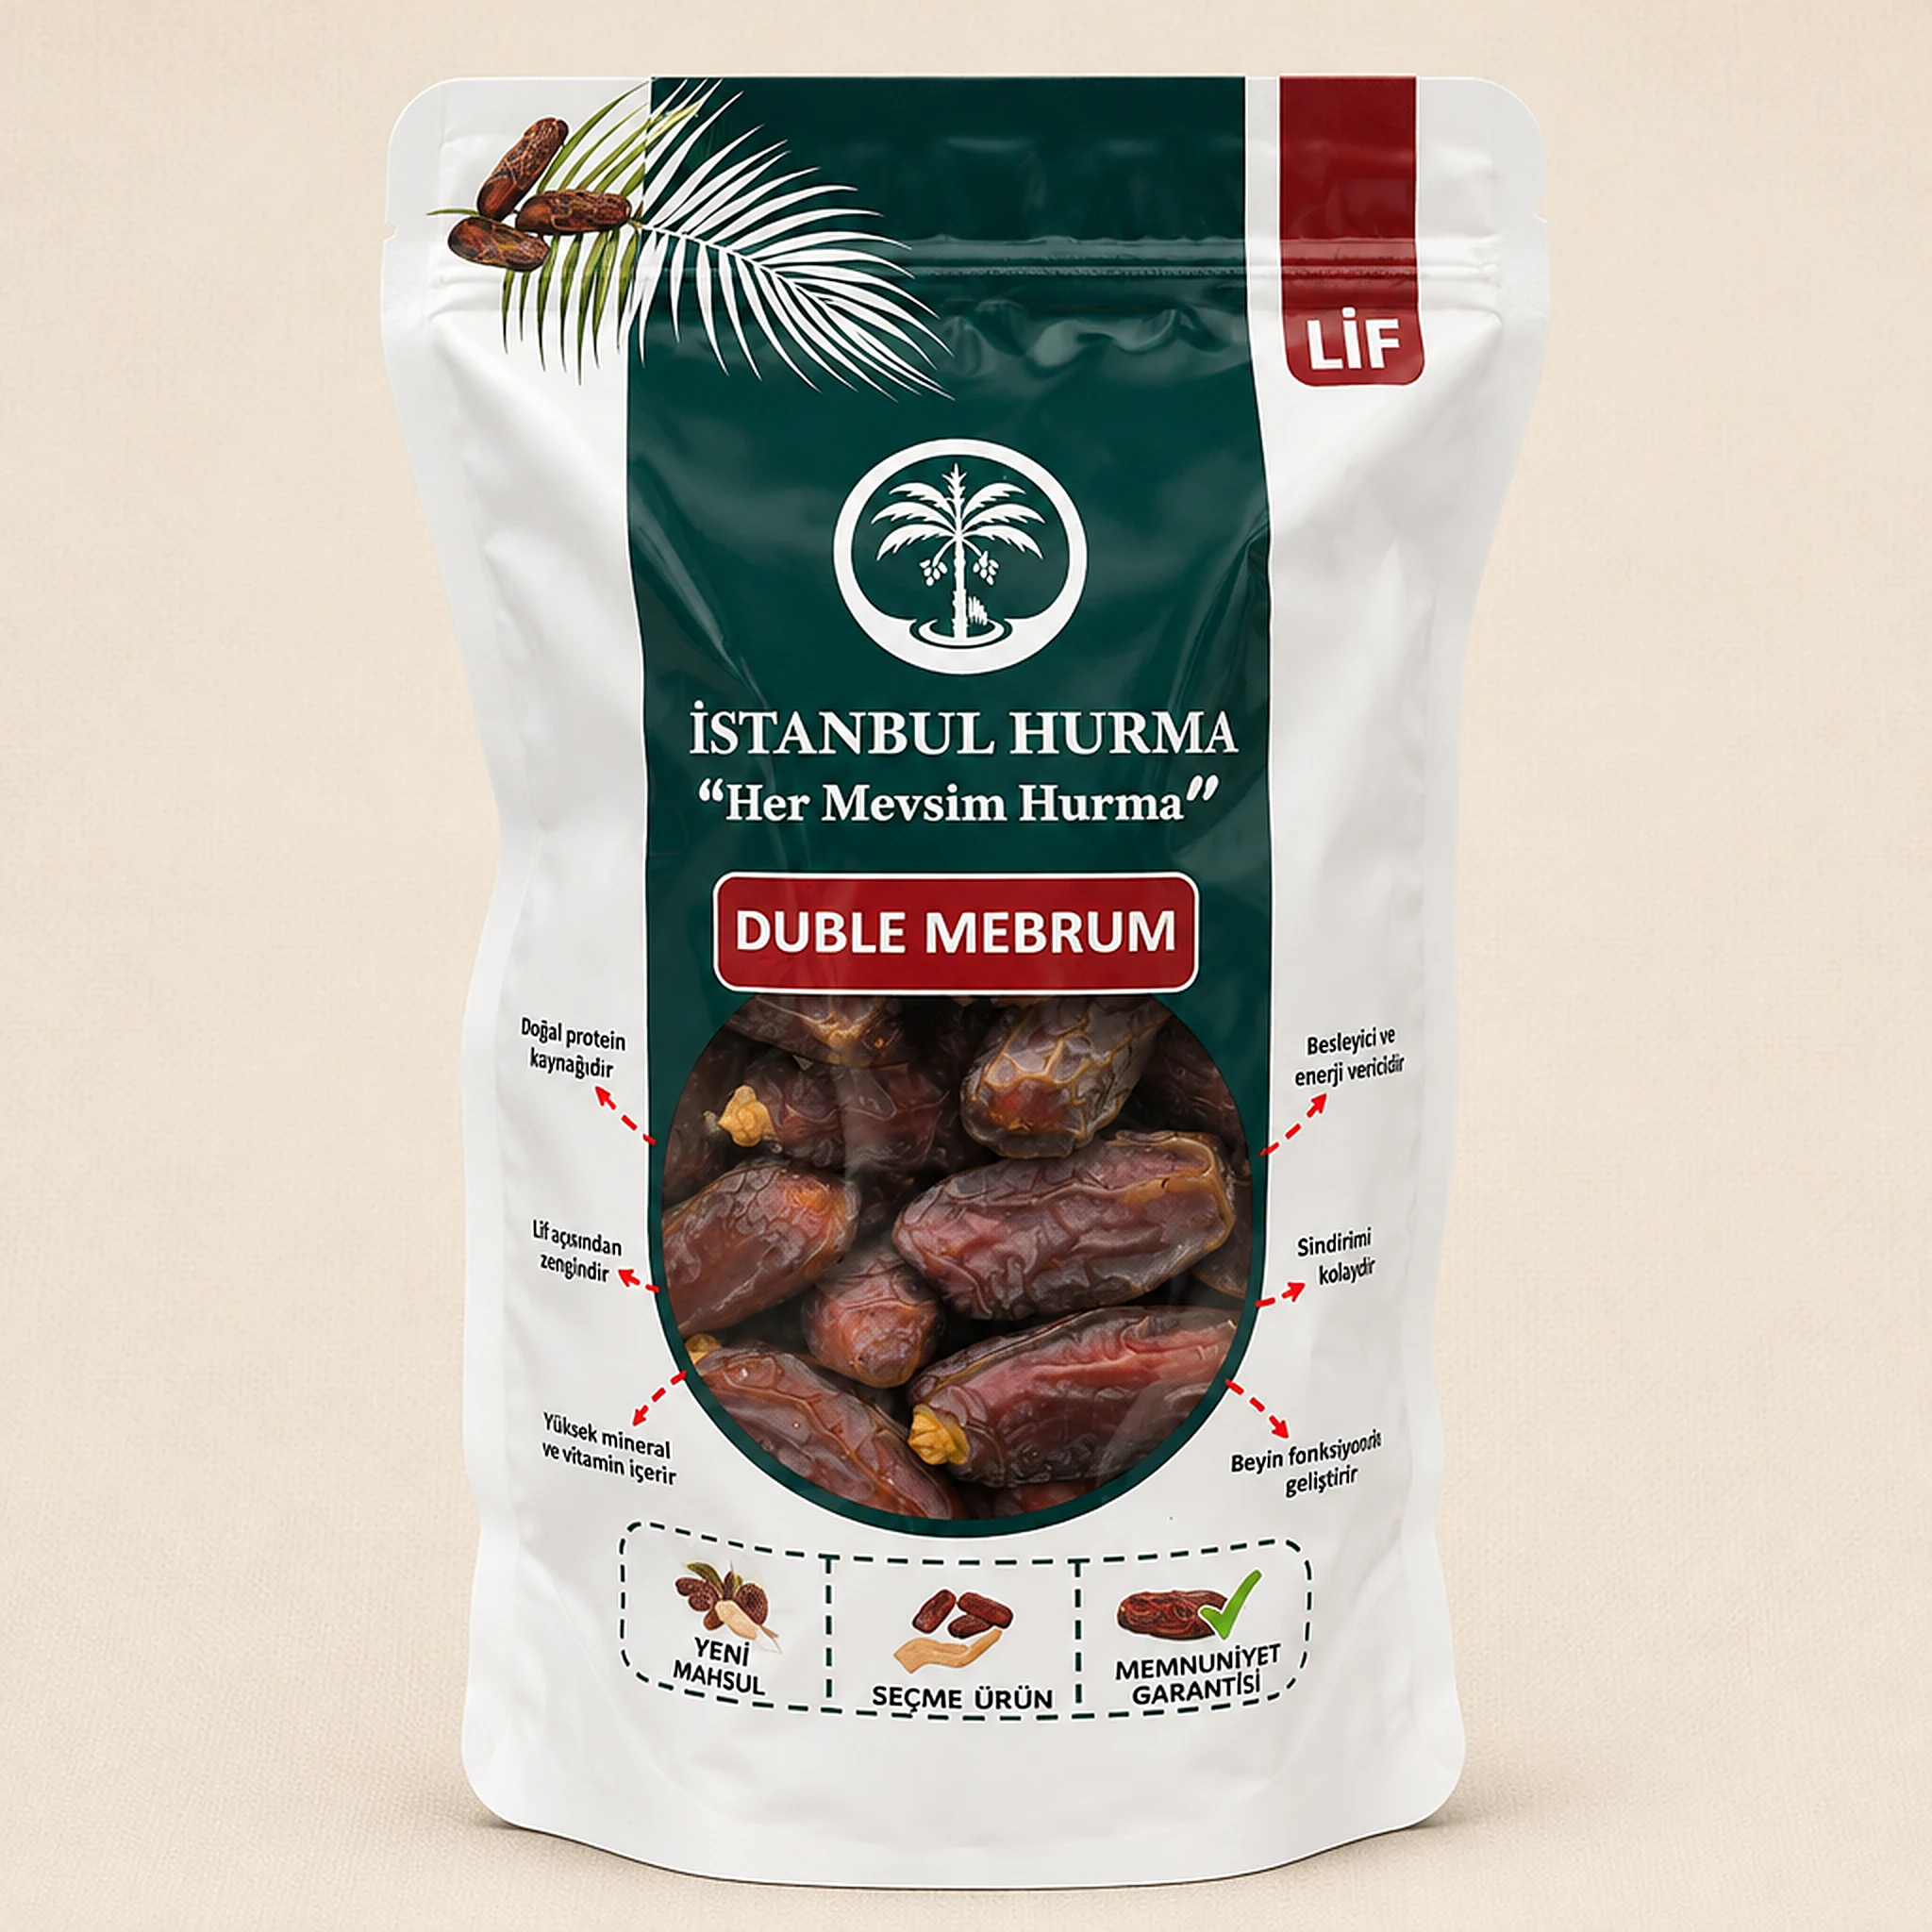 LİF
İSTANBUL HURMA
“Her Mevsim Hurma”
DUBLE MEBRUM
Doğal protein
kaynağıdır
Besleyici ve
enerji vericidir
Lif açısından
zengindir
Sindirimi
kolaydır
Yüksek mineral
ve vitamin içerir
Beyin
geliştirir
YENİ
MAHSUL
SEÇME ÜRÜN
MEMNUNİYET
GARANTİSİ